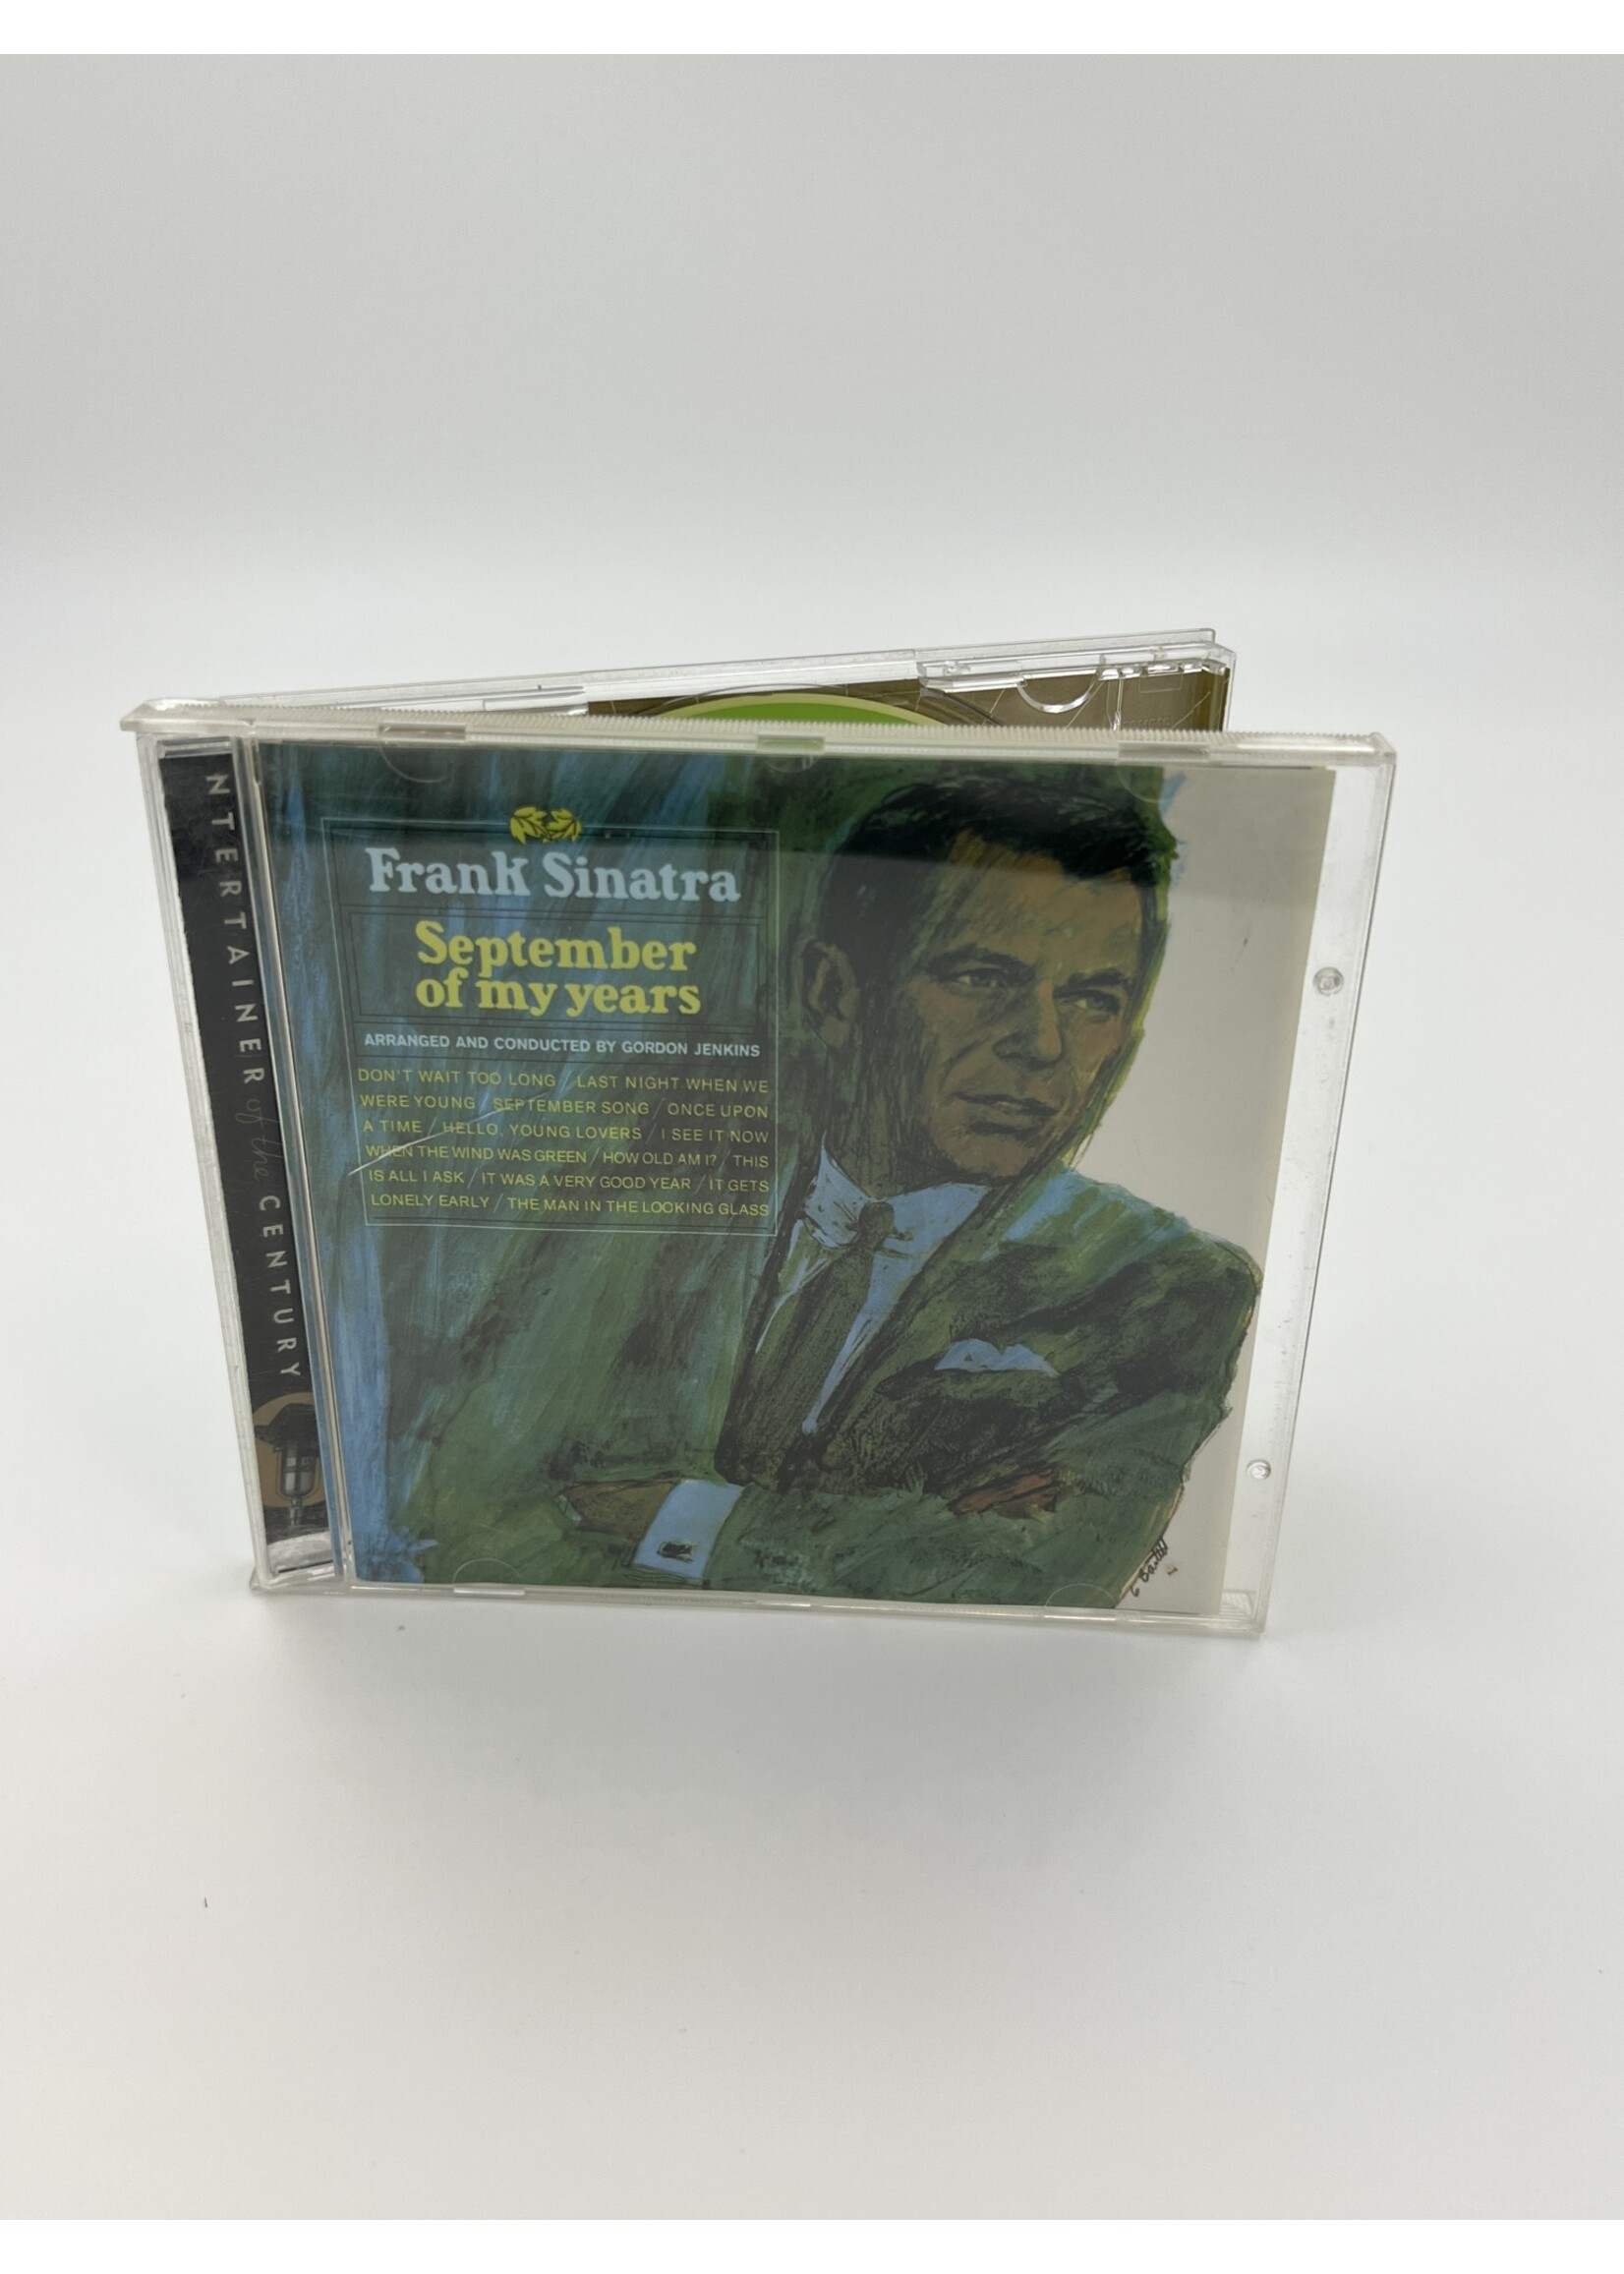 NTERTAINER of the CENTURY
Frank Sinatra
September
of my years
ARRANGED AND CONDUCTED BY GORDON JENKINS
DON'T WAIT TOO LONG / LAST NIGHT WHEN WE
WERE YOUNG / SEPTEMBER SONG / ONCE UPON
A TIME / HELLO, YOUNG LOVERS / I SEE IT NOW
WHEN THE WIND WAS GREEN / HOW OLD AM I? / THIS
IS ALL I ASK / IT WAS A VERY GOOD YEAR / IT GETS
LONELY EARLY / THE MAN IN THE LOOKING GLASS